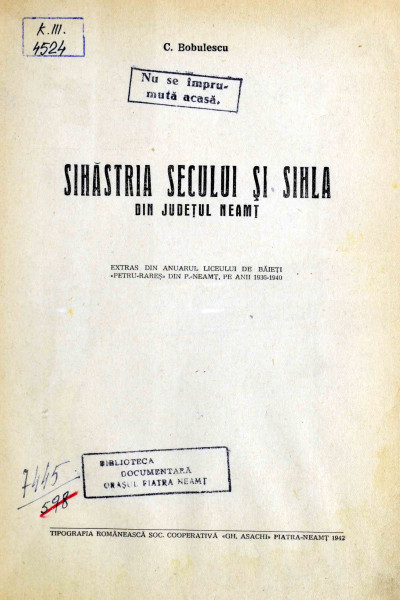 K.III.
4524
C. Bobulescu
Nu se împru-
mută acasă.
SIHĂSTRIA SECULUI ȘI SIHLA
DIN JUDEȚUL NEAMȚ
EXTRAS DIN ANUARUL LICEULUI DE BĂIEȚI
«PETRU-RAREȘ» DIN P.-NEAMȚ, PE ANII 1936-1940
7445
598
BIBLIOTECA
DOCUMENTARĂ
ORAȘUL PIATRA NEAMȚ
TIPOGRAFIA ROMÂNEASCĂ SOC. COOPERATIVĂ «GH. ASACHI» PIATRA-NEAMȚ 1942